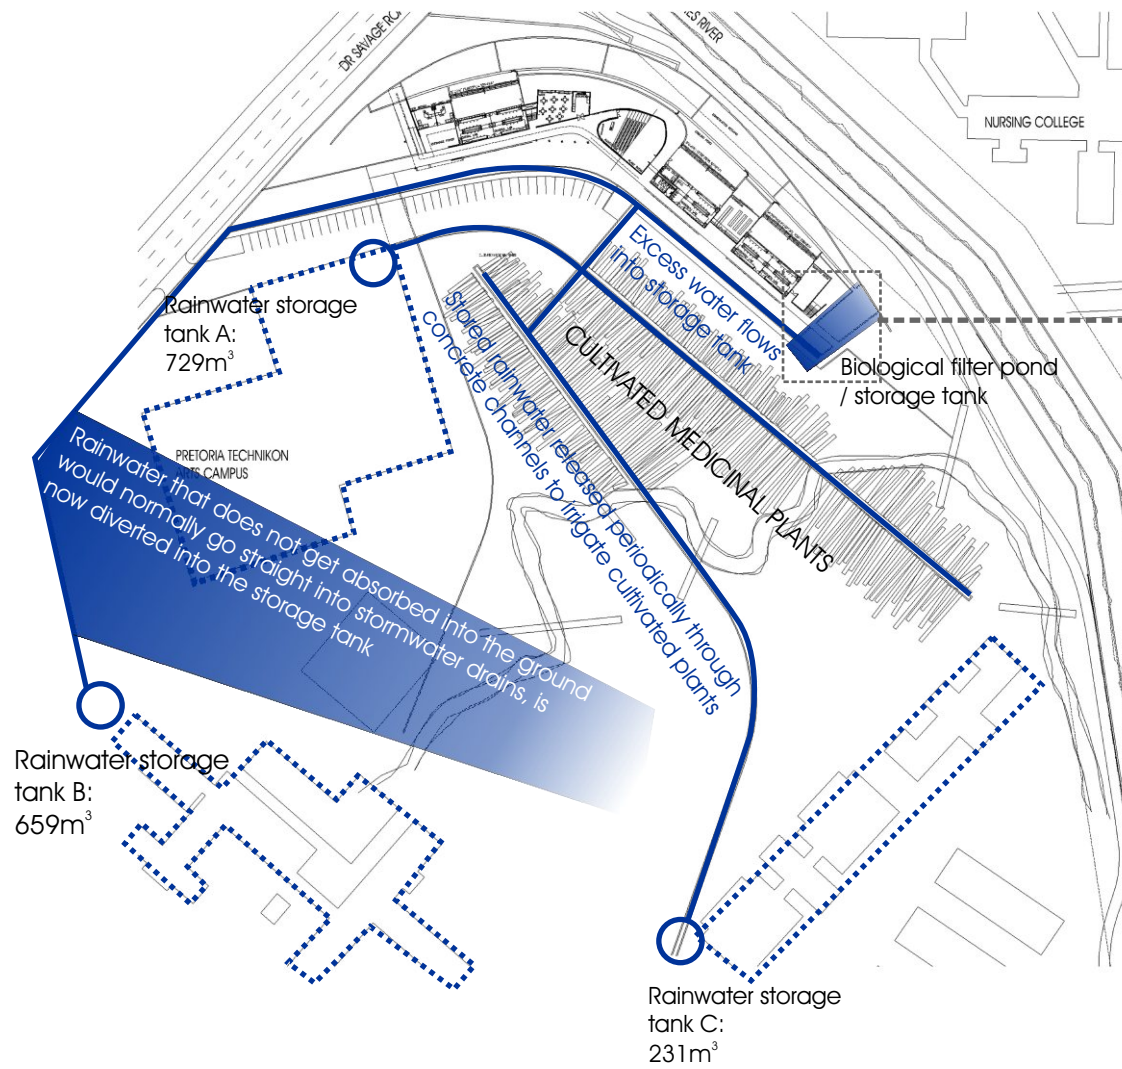 DR SAVAGE
RIVER
NURSING COLLEGE
Rainwater storage
tank A:
729m³
Excess water flows
into storage tank
Stored rainwater released periodically through
concrete channels to irrigate cultivated plants
CULTIVATED MEDICINAL PLANTS
Biological filter pond
/ storage tank
PRETORIA TECHNIKON
ARTS CAMPUS
Rainwater that does not get absorbed into the ground
would normally go straight into stormwater drains, is
now diverted into the storage tank
Rainwater storage
tank B:
659m³
Rainwater storage
tank C:
231m³